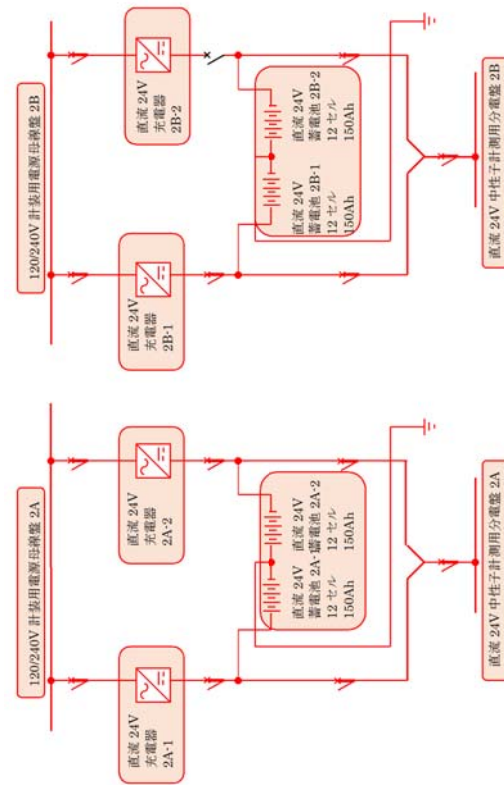 120/240V 計装用電源母線盤 2A
直流 24V
充電器
2A-1
直流 24V
充電器
2A-2
直流 24V
蓄電池 2A-1
12 セル
150Ah
直流 24V
蓄電池 2A-2
12 セル
150Ah
直流 24V 中性子計測用分電盤 2A
120/240V 計装用電源母線盤 2B
直流 24V
充電器
2B-1
直流 24V
充電器
2B-2
直流 24V
蓄電池 2B-1
12 セル
150Ah
直流 24V
蓄電池 2B-2
12 セル
150Ah
直流 24V 中性子計測用分電盤 2B